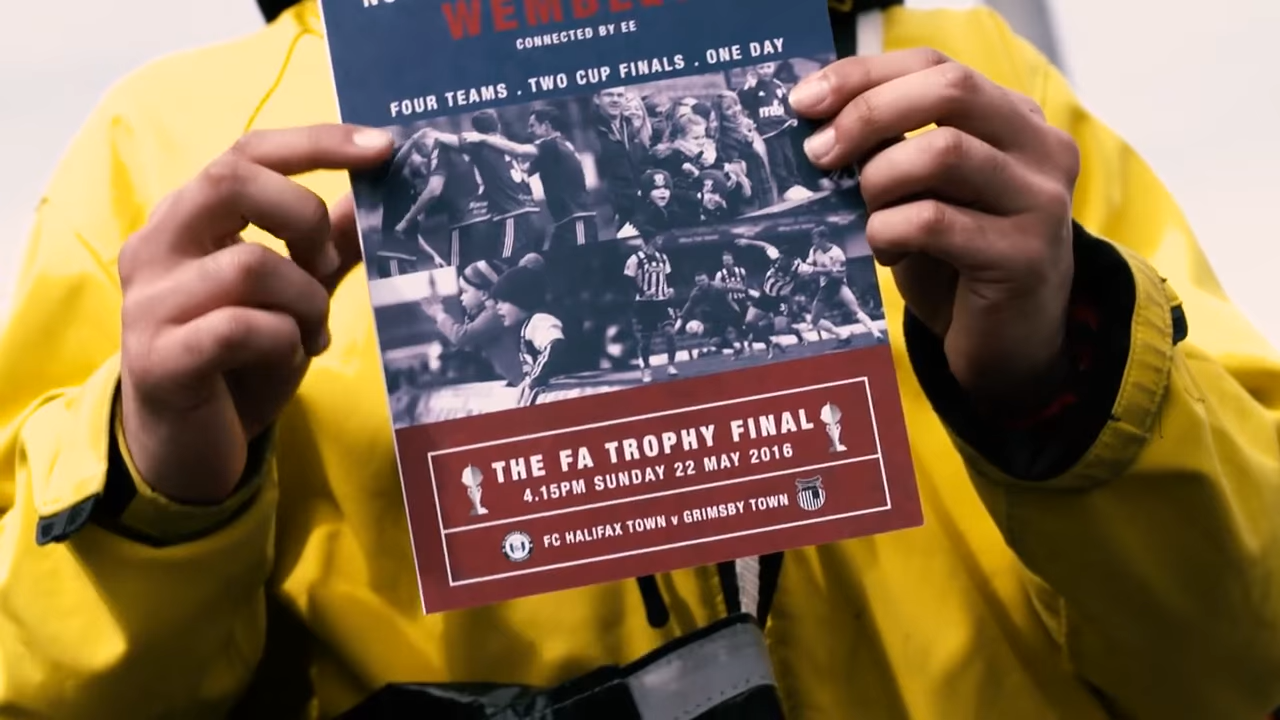 WEMBLEY
CONNECTED BY EE
FOUR TEAMS . TWO CUP FINALS . ONE DAY
THE FA TROPHY FINAL
4.15PM SUNDAY 22 MAY 2016
FC HALIFAX TOWN v GRIMSBY TOWN